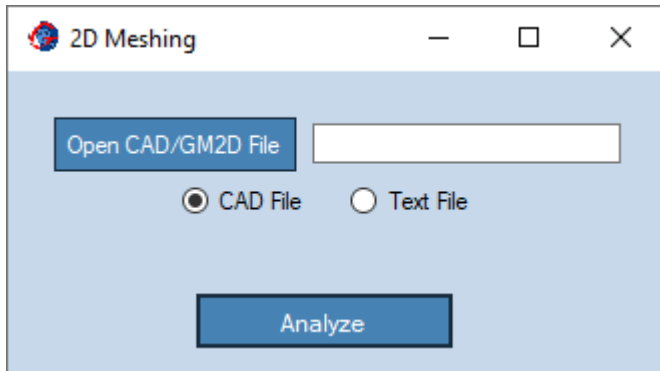 2D Meshing
Open CAD/GM2D File
CAD File Text File
Analyze